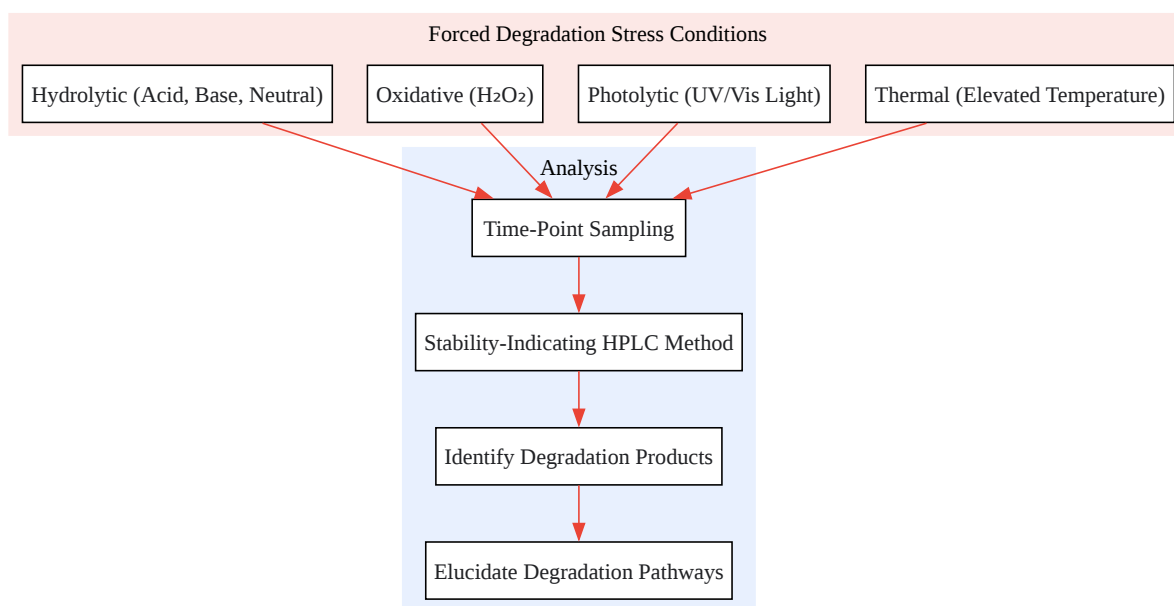 Forced Degradation Stress Conditions
Hydrolytic (Acid, Base, Neutral)
Oxidative (H₂O₂)
Photolytic (UV/Vis Light)
Thermal (Elevated Temperature)
Analysis
Time-Point Sampling
Stability-Indicating HPLC Method
Identify Degradation Products
Elucidate Degradation Pathways